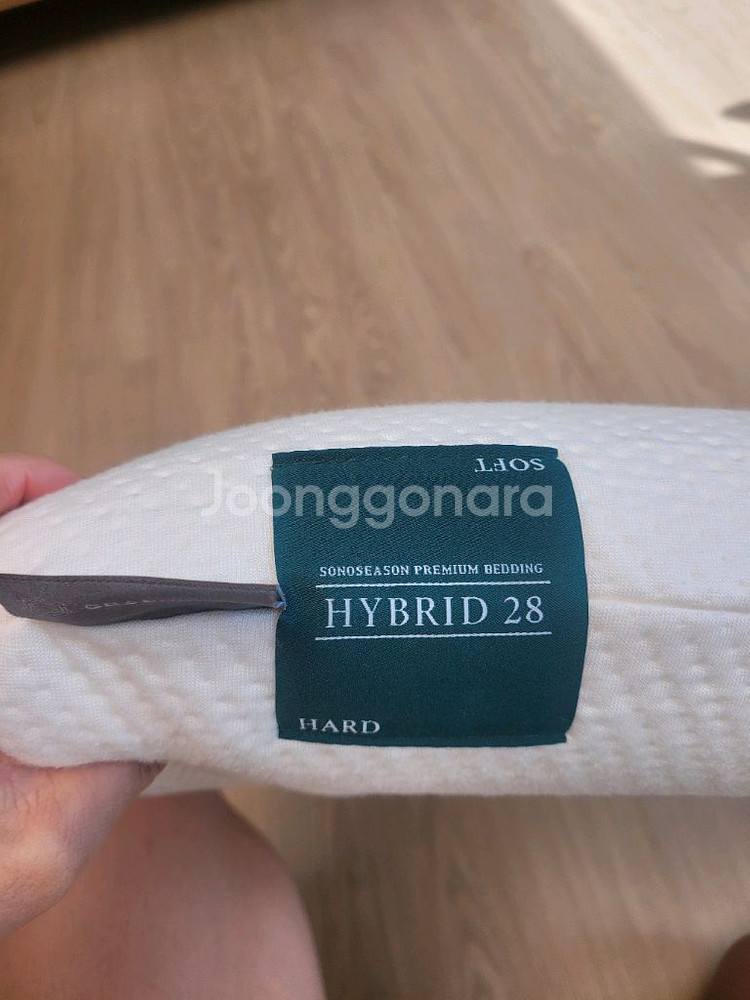 SOFT
Joonggonara
SONOSEASON PREMIUM BEDDING
HYBRID 28
HARD